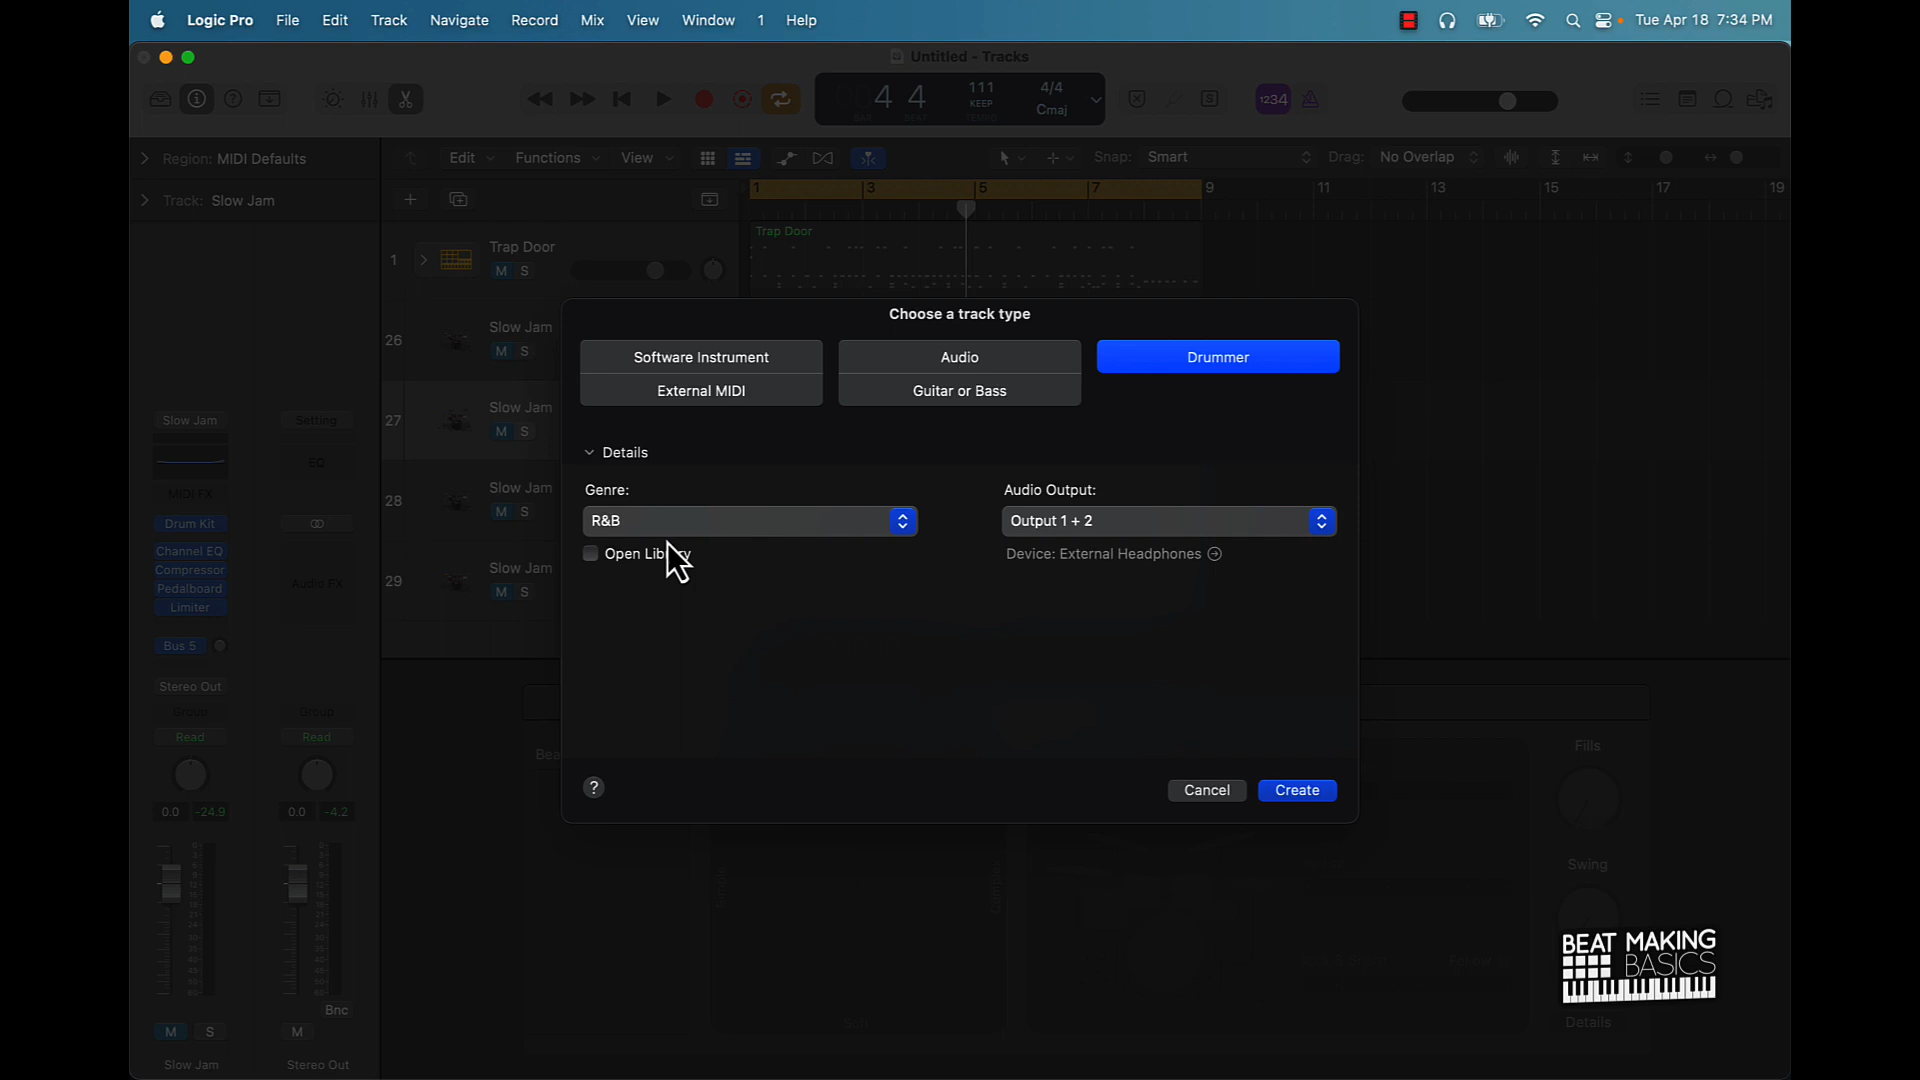 Logic Pro File Edit Track Navigate Record Mix View Window 1 Help Tue Apr 18 7:34 PM
Untitled - Tracks
4 4 111 4/4
KEEP Cmaj
BAR BEAT TEMPO
1234
Region: MIDI Defaults
Edit Functions View Snap: Smart Drag: No Overlap
Track: Slow Jam
1 3 5 7 9 11 13 15 17 19
Trap Door
1 Trap Door
M S
26 Slow Jam
M S
27 Slow Jam
M S
28 Slow Jam
M S
29 Slow Jam
M S
Choose a track type
Software Instrument Audio Drummer
External MIDI Guitar or Bass
Details
Genre: Audio Output:
R&B Output 1 + 2
Device: External Headphones
? Cancel Create
Slow Jam Setting
EQ
MIDI FX
Drum Kit
Channel EQ
Compressor
Pedalboard
Limiter
Audio FX
Bus 5
Stereo Out
Group Group
Read Read
0.0 -24.9 0.0 -4.2
Bnc
M S M
Slow Jam Stereo Out
Fills
Swing
Details
BEAT MAKING
BASICS